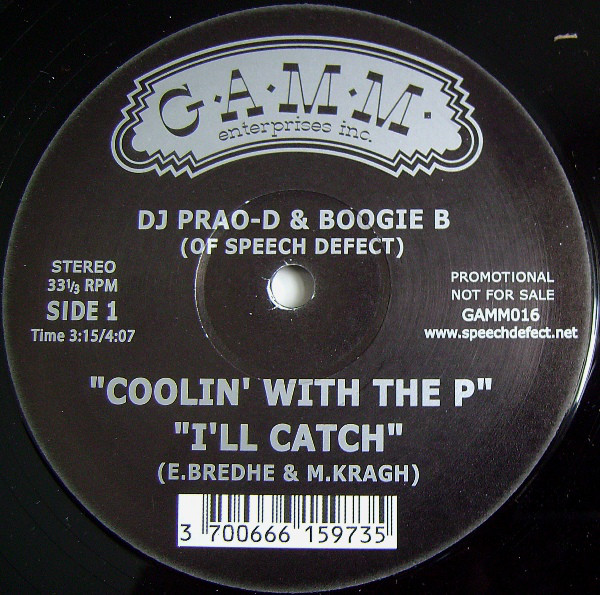 G·A·M·M·
enterprises inc.
DJ PRAO-D & BOOGIE B
(OF SPEECH DEFECT)
STEREO
33⅓ RPM
SIDE 1
Time 3:15/4:07
PROMOTIONAL
NOT FOR SALE
GAMM016
www.speechdefect.net
"COOLIN' WITH THE P"
"I'LL CATCH"
(E.BREDHE & M.KRAGH)
3 700666 159735